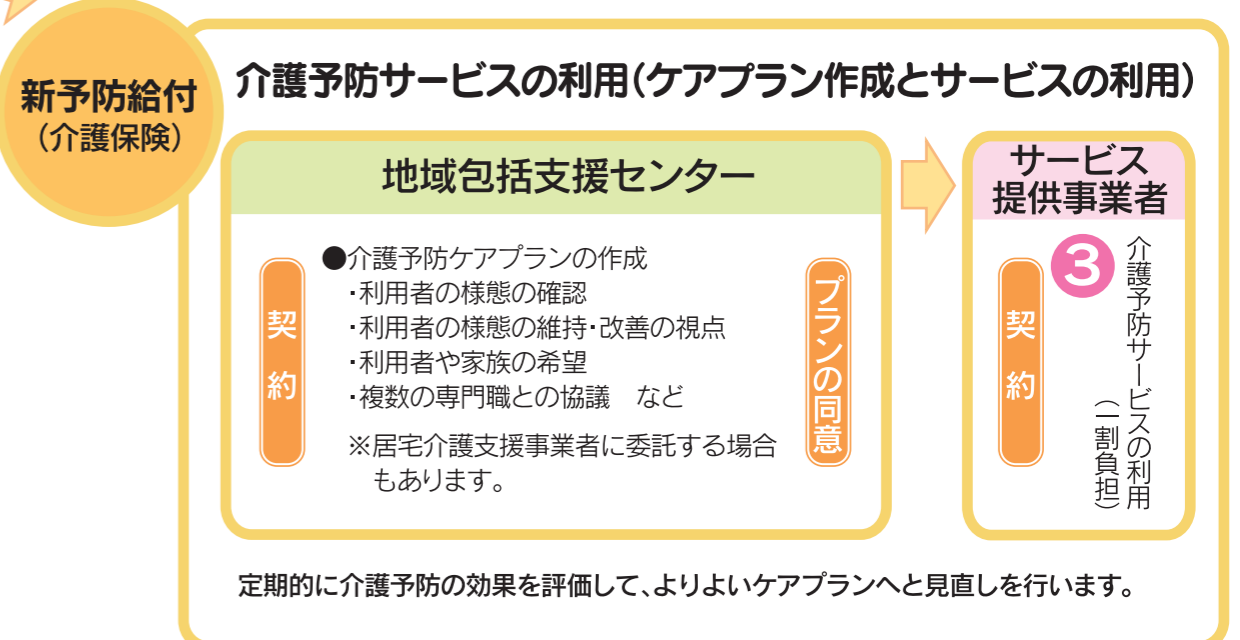 新予防給付
（介護保険）
介護予防サービスの利用（ケアプラン作成とサービスの利用）
地域包括支援センター
契約
●介護予防ケアプランの作成
・利用者の様態の確認
・利用者の様態の維持・改善の視点
・利用者や家族の希望
・複数の専門職との協議　など
※居宅介護支援事業者に委託する場合
もあります。
プランの同意
サービス
提供事業者
契約
3
介護予防サービスの利用
（一割負担）
定期的に介護予防の効果を評価して、よりよいケアプランへと見直しを行います。